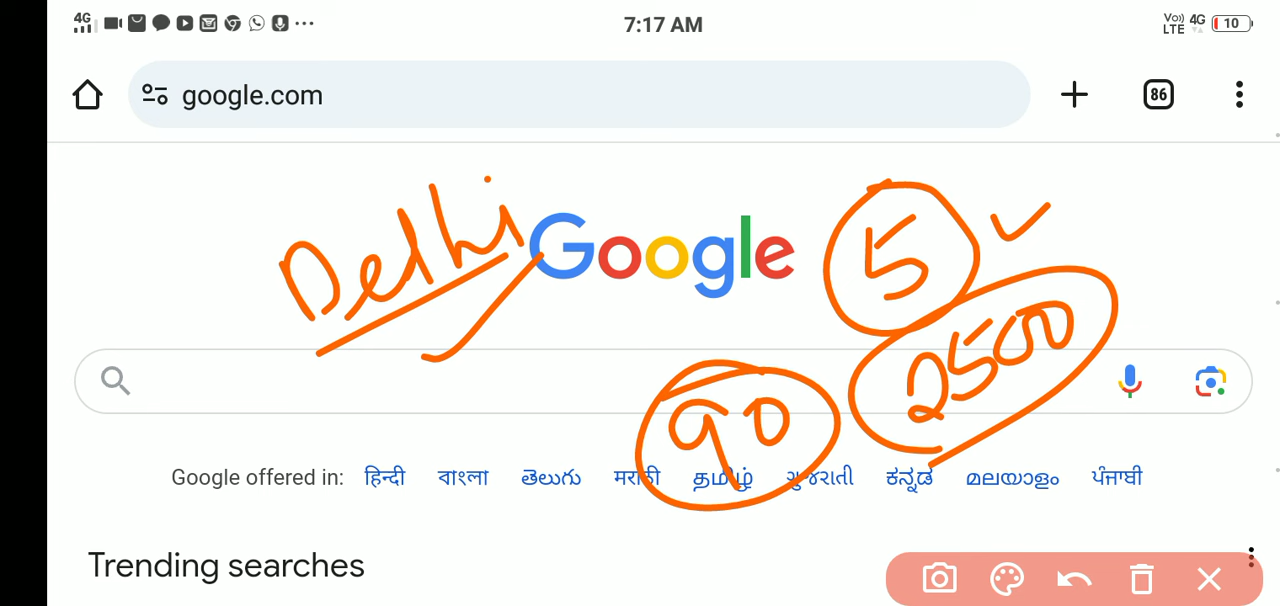 4G 7:17 AM Vo) LTE 4G 10
google.com 86
Delhi Google 5
2500
90
Google offered in: हिन्दी বাংলা తెలుగు मराठी தமிழ் ગુજરાતી ಕನ್ನಡ മലയാളം ਪੰਜਾਬੀ
Trending searches